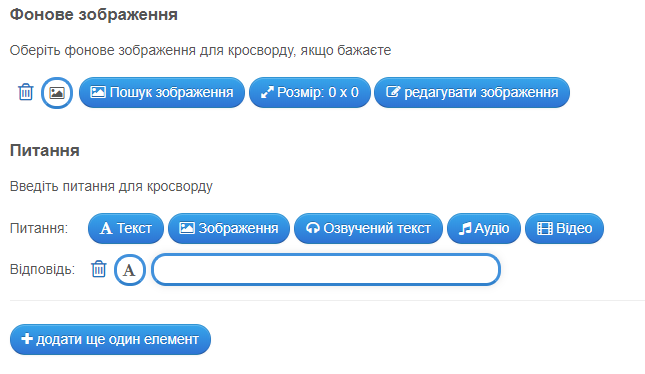 Фонове зображення
Оберіть фонове зображення для кросворду, якщо бажаєте
Пошук зображення Розмір: 0 x 0 редагувати зображення
Питання
Введіть питання для кросворду
Питання: A Текст Зображення Озвучений текст Аудіо Відео
Відповідь: A
+ додати ще один елемент